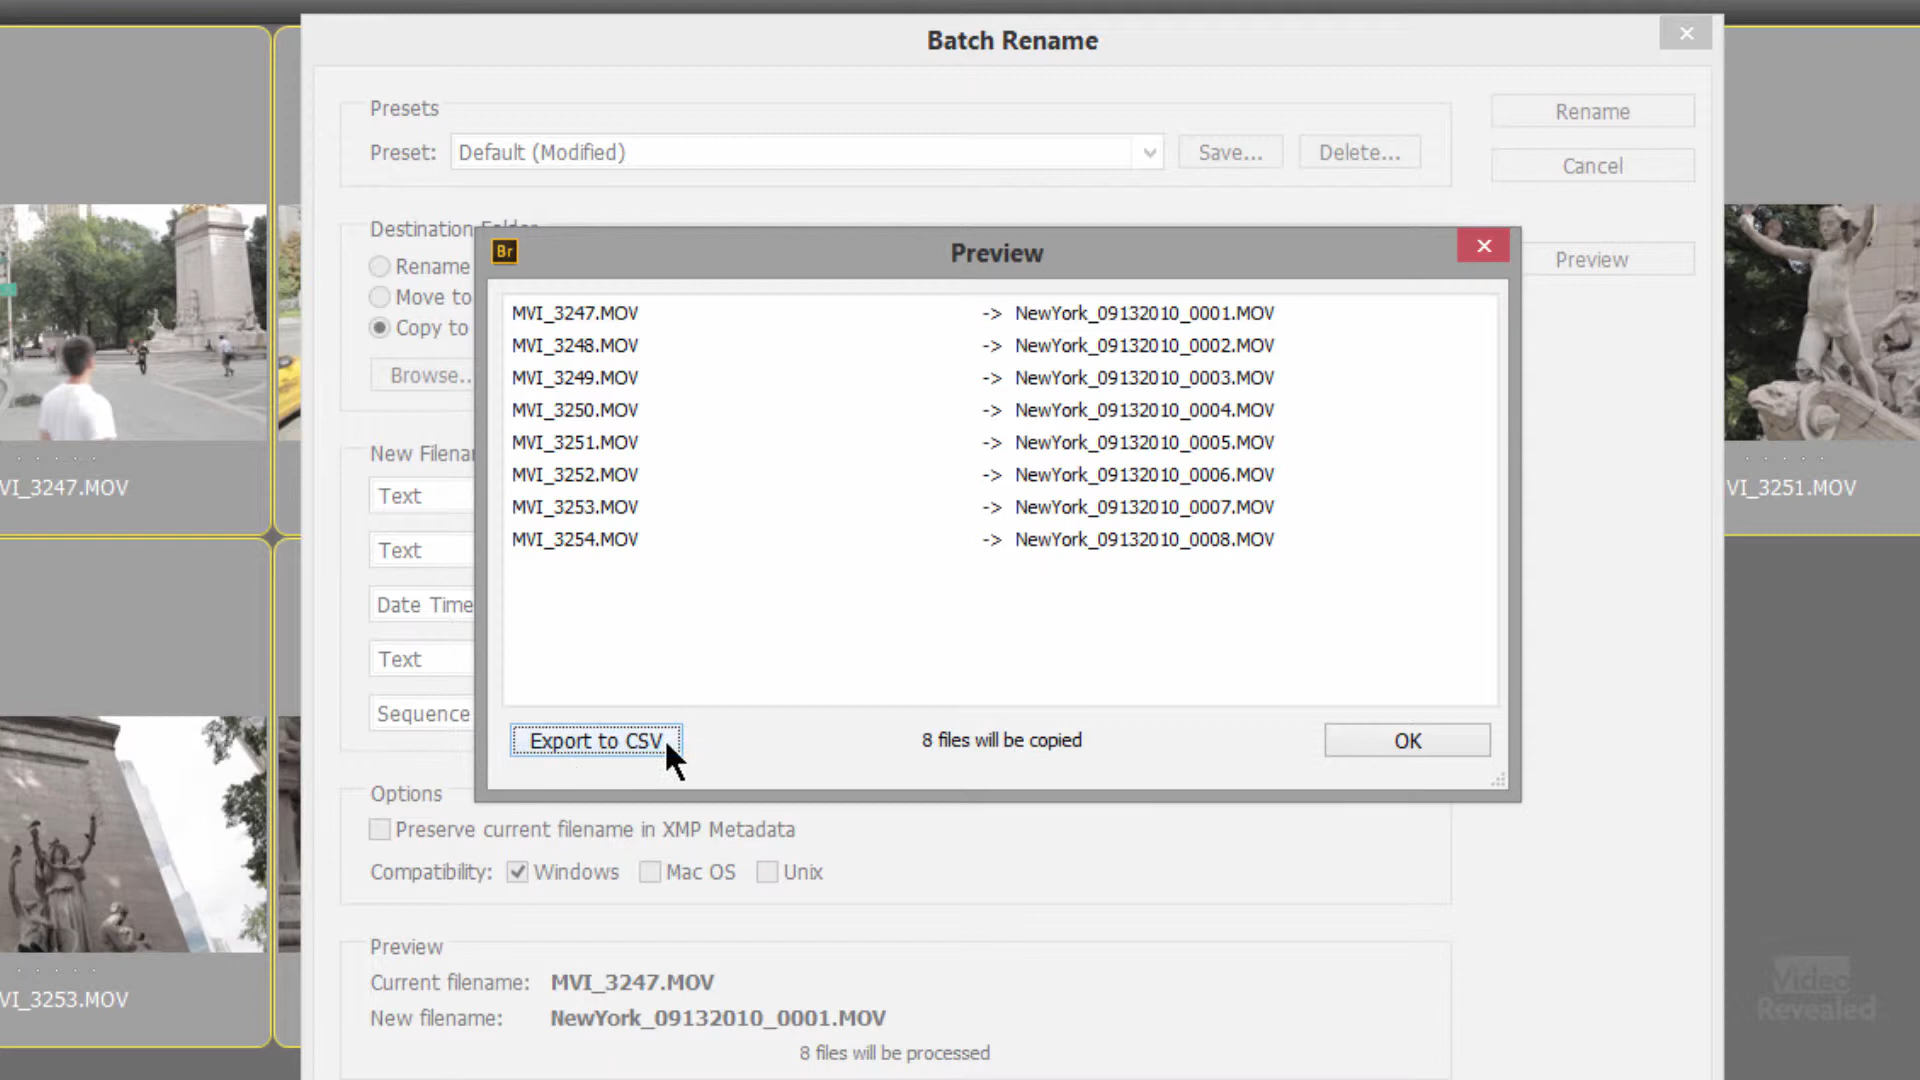 Batch Rename
Presets
Preset: Default (Modified) Save... Delete...
Rename
Cancel
Preview
Destination
Rename
Move to
Copy to
Browse..
Br Preview
MVI_3247.MOV -> NewYork_09132010_0001.MOV
MVI_3248.MOV -> NewYork_09132010_0002.MOV
MVI_3249.MOV -> NewYork_09132010_0003.MOV
MVI_3250.MOV -> NewYork_09132010_0004.MOV
MVI_3251.MOV -> NewYork_09132010_0005.MOV
MVI_3252.MOV -> NewYork_09132010_0006.MOV
MVI_3253.MOV -> NewYork_09132010_0007.MOV
MVI_3254.MOV -> NewYork_09132010_0008.MOV
Export to CSV 8 files will be copied OK
New Filenam
Text
Text
Date Time
Text
Sequence
Options
Preserve current filename in XMP Metadata
Compatibility: Windows Mac OS Unix
Preview
Current filename: MVI_3247.MOV
New filename: NewYork_09132010_0001.MOV
8 files will be processed
VI_3247.MOV
VI_3251.MOV
VI_3253.MOV
Video
Revealed